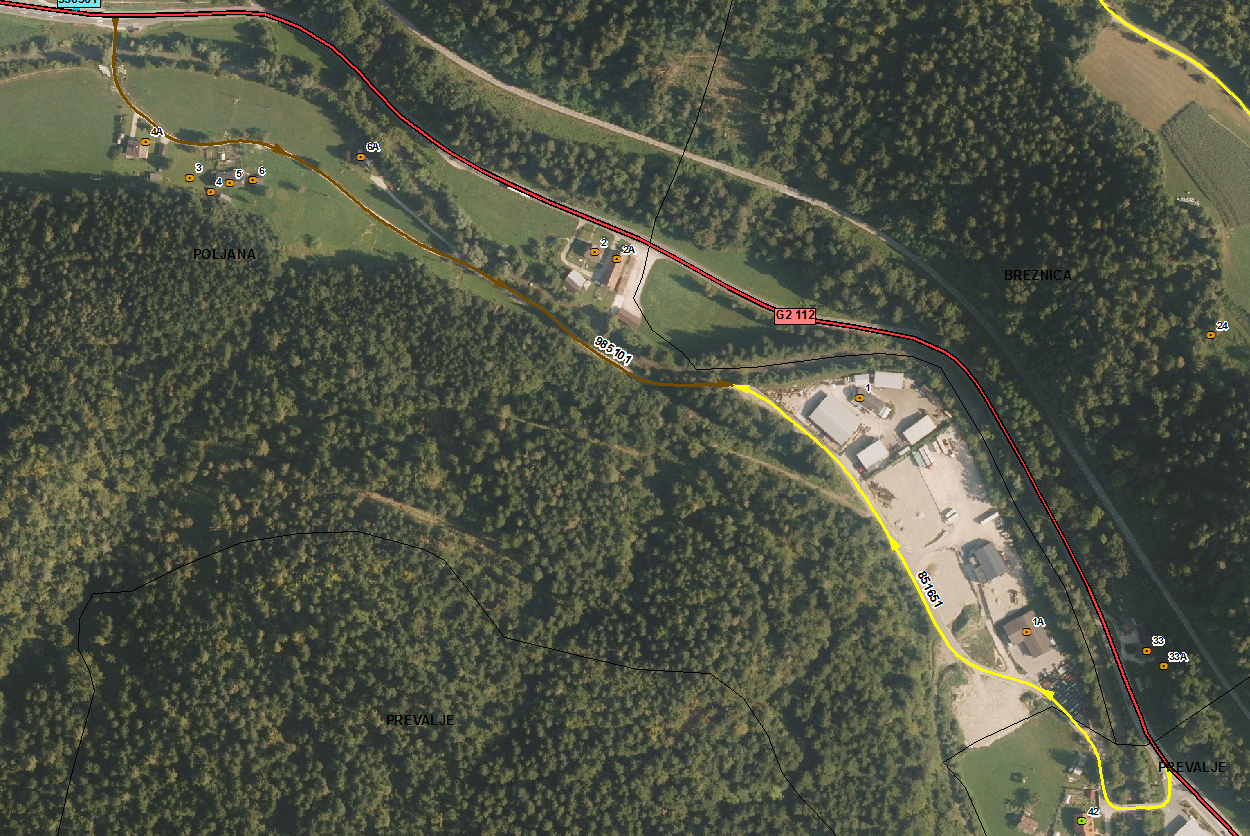 4A
6A
3
4
5
6
POLJANA
2
2A
BREZNICA
G2 112
24
985101
1
851651
1A
33
33A
PREVALJE
PREVALJE
42